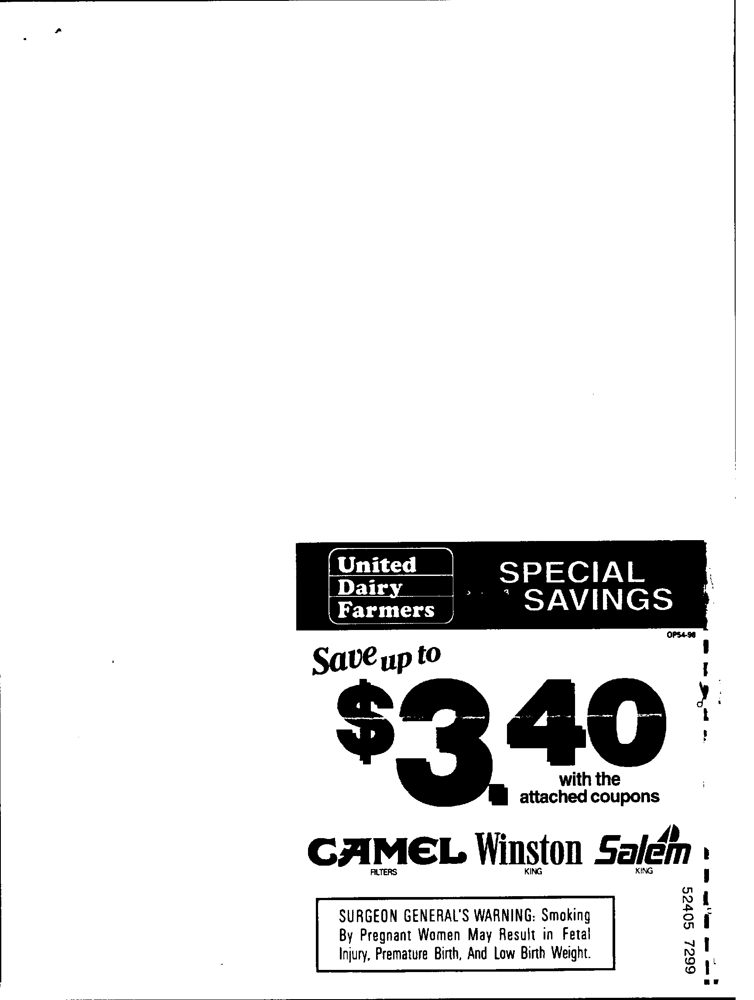 United
Dairy
Farmers
SPECIAL
SAVINGS
OP54-96
Save up to
$3.40
with the
attached coupons
CAMEL Winston Salem
FILTERS KING KING
SURGEON GENERAL'S WARNING: Smoking
By Pregnant Women May Result in Fetal
Injury, Premature Birth, And Low Birth Weight.
52405 7299